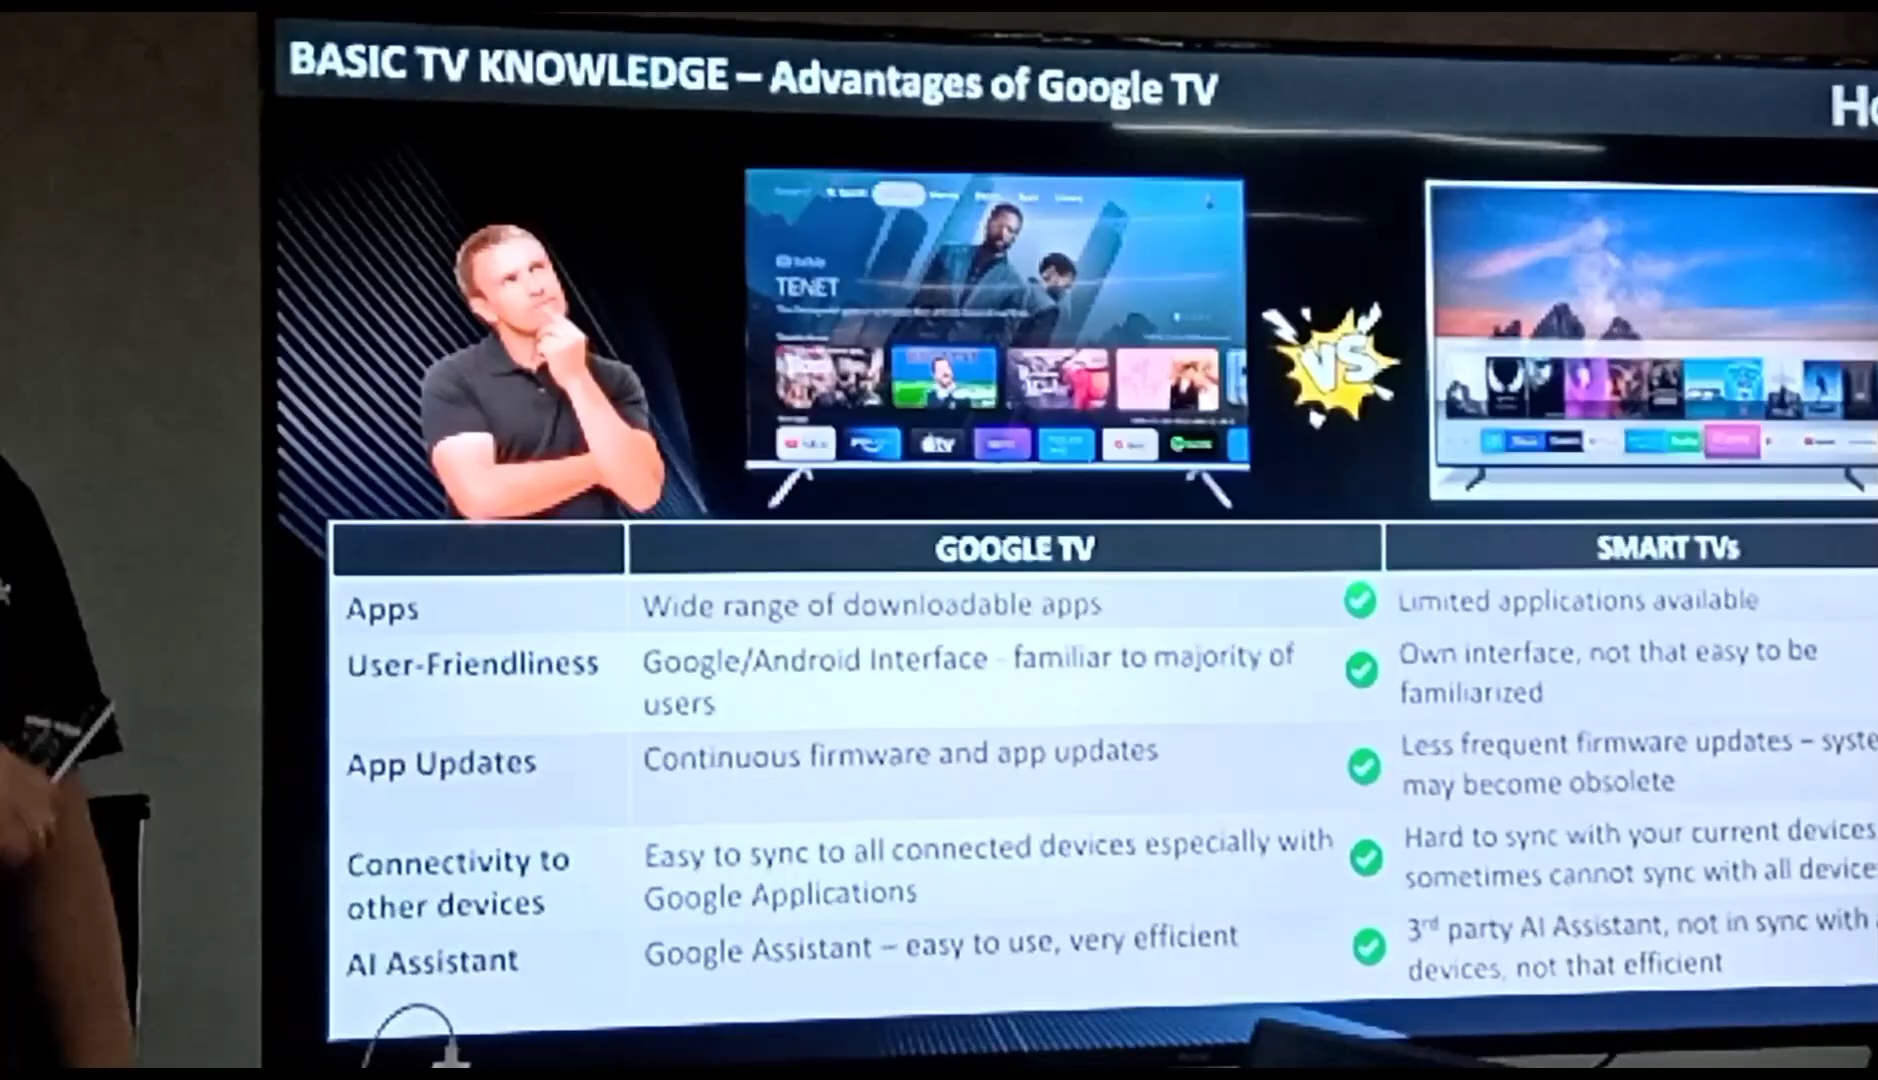 BASIC TV KNOWLEDGE – Advantages of Google TV
TENET
VS
GOOGLE TV
SMART TVs
Apps
Wide range of downloadable apps
Limited applications available
User-Friendliness
Google/Android Interface - familiar to majority of
users
Own interface, not that easy to be
familiarized
App Updates
Continuous firmware and app updates
Less frequent firmware updates –
may become obsolete
Connectivity to
other devices
Easy to sync to all connected devices especially with
Google Applications
Hard to sync with your current devices
sometimes cannot sync with all
AI Assistant
Google Assistant – easy to use, very efficient
3rd party AI Assistant, not in sync with
devices, not that efficient